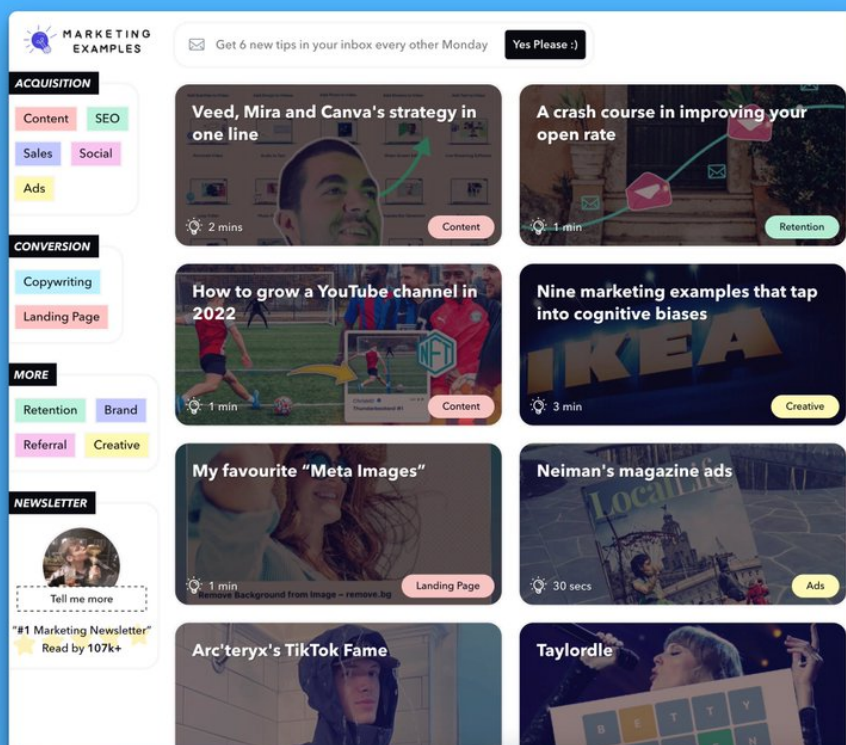 MARKETING
EXAMPLES
Get 6 new tips in your inbox every other Monday
Yes Please :)
ACQUISITION
Content
SEO
Sales
Social
Ads
CONVERSION
Copywriting
Landing Page
MORE
Retention
Brand
Referral
Creative
NEWSLETTER
Tell me more
"#1 Marketing Newsletter"
Read by 107k+
Veed, Mira and Canva's strategy in
one line
2 mins
Content
A crash course in improving your
open rate
1 min
Retention
How to grow a YouTube channel in
2022
NFT
1 min
Content
Nine marketing examples that tap
into cognitive biases
IKEA
3 min
Creative
My favourite “Meta Images”
1 min
Landing Page
Remove Background from Image – remove.bg
Neiman's magazine ads
LocalLife
30 secs
Ads
Arc'teryx's TikTok Fame
Taylordle
B E T T Y
N